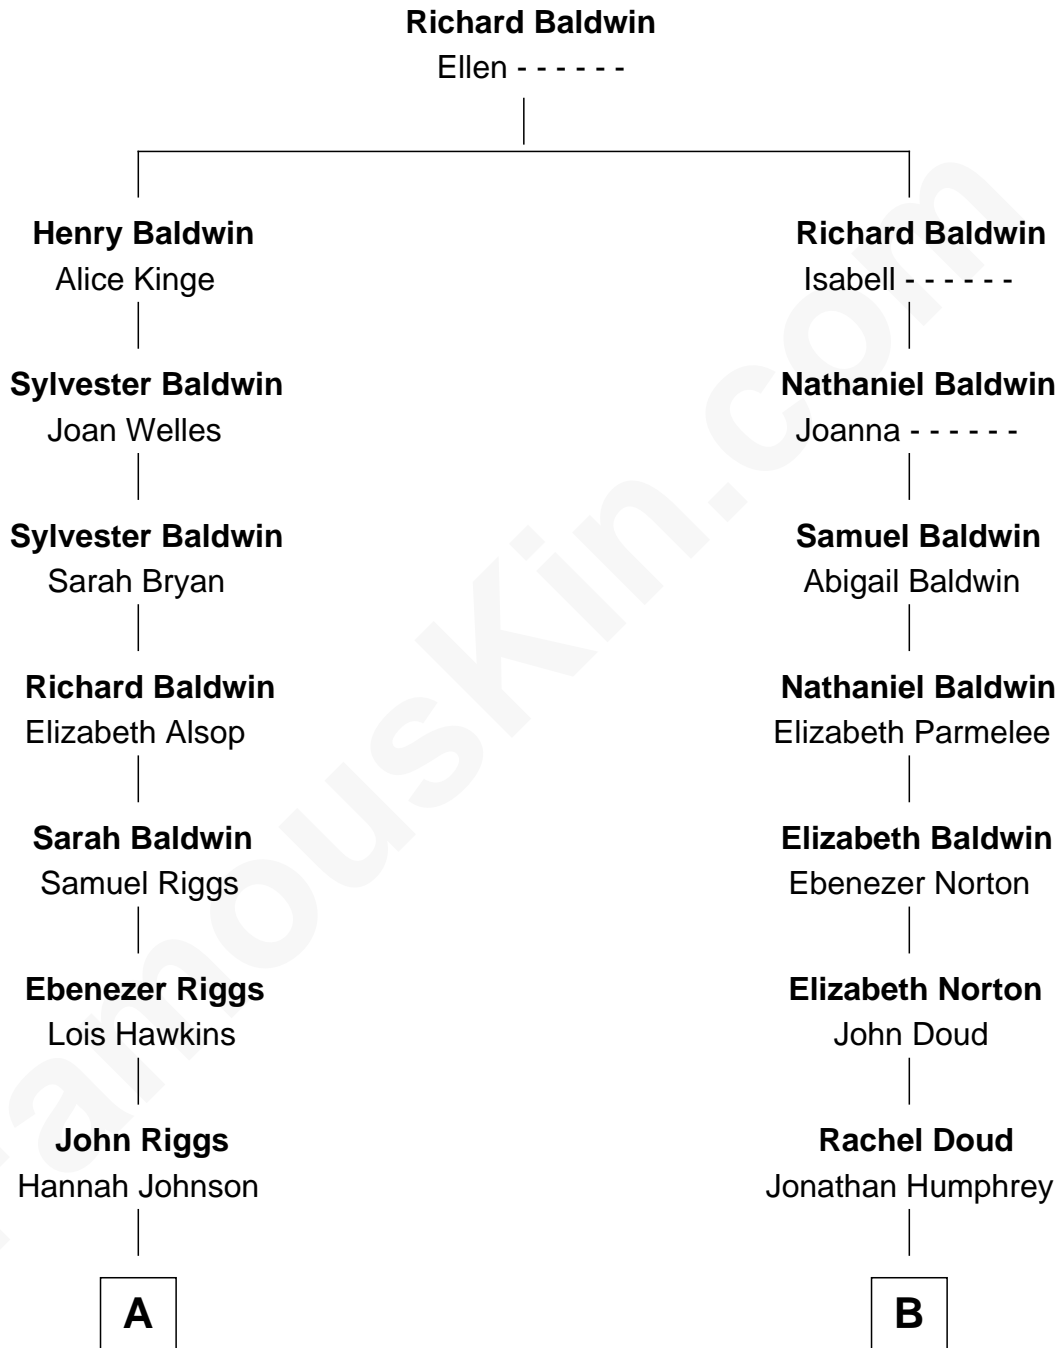 Richard Baldwin
Ellen - - - - - -
Henry Baldwin
Alice Kinge
Sylvester Baldwin
Joan Welles
Sylvester Baldwin
Sarah Bryan
Richard Baldwin
Elizabeth Alsop
Sarah Baldwin
Samuel Riggs
Ebenezer Riggs
Lois Hawkins
John Riggs
Hannah Johnson
A
Richard Baldwin
Isabell - - - - - -
Nathaniel Baldwin
Joanna - - - - - -
Samuel Baldwin
Abigail Baldwin
Nathaniel Baldwin
Elizabeth Parmelee
Elizabeth Baldwin
Ebenezer Norton
Elizabeth Norton
John Doud
Rachel Doud
Jonathan Humphrey
B
FamousKin.com